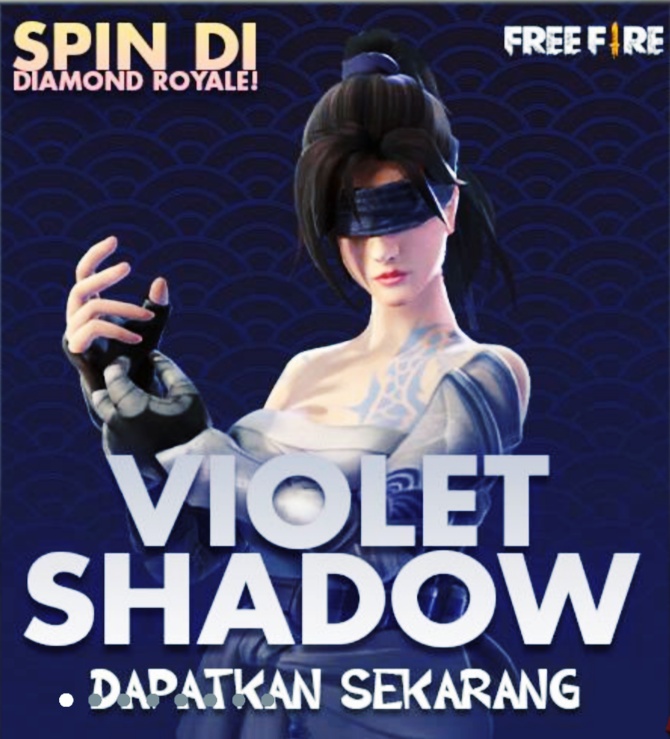 SPIN DI
DIAMOND ROYALE!
FREE FIRE
VIOLET
SHADOW
DAPATKAN SEKARANG